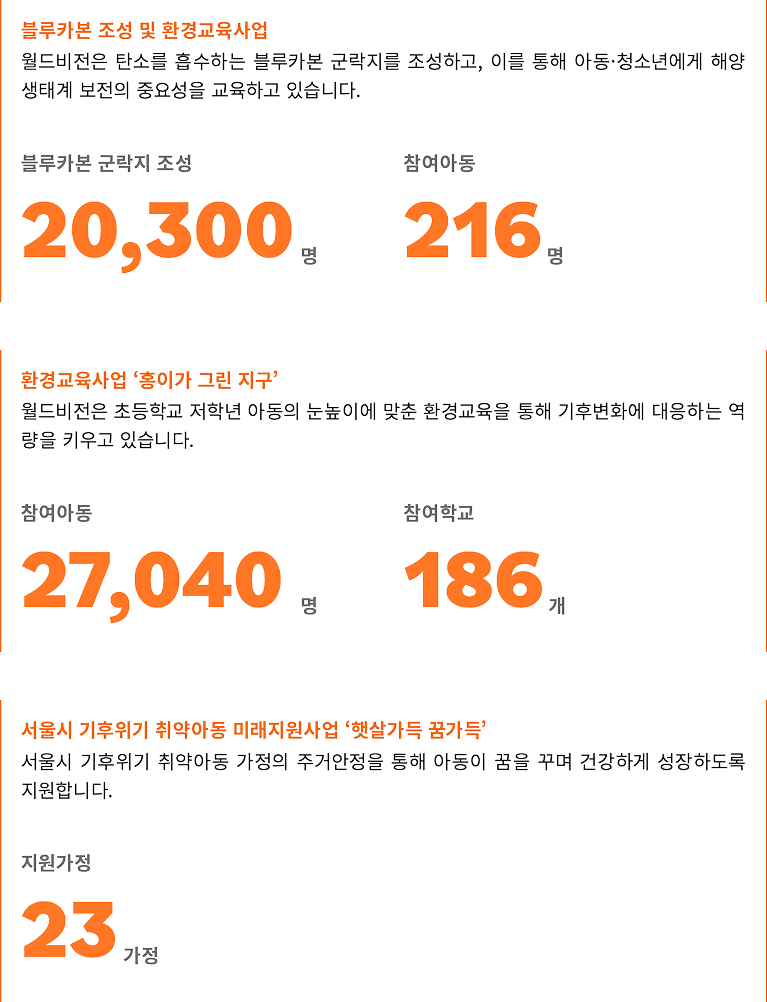 블루카본 조성 및 환경교육사업
월드비전은 탄소를 흡수하는 블루카본 군락지를 조성하고, 이를 통해 아동·청소년에게 해양
생태계 보전의 중요성을 교육하고 있습니다.
블루카본 군락지 조성 참여아동
20,300 명 216 명
환경교육사업 ‘홍이가 그린 지구’
월드비전은 초등학교 저학년 아동의 눈높이에 맞춘 환경교육을 통해 기후변화에 대응하는 역
량을 키우고 있습니다.
참여아동 참여학교
27,040 명 186 개
서울시 기후위기 취약아동 미래지원사업 ‘햇살가득 꿈가득’
서울시 기후위기 취약아동 가정의 주거안정을 통해 아동이 꿈을 꾸며 건강하게 성장하도록
지원합니다.
지원가정
23 가정